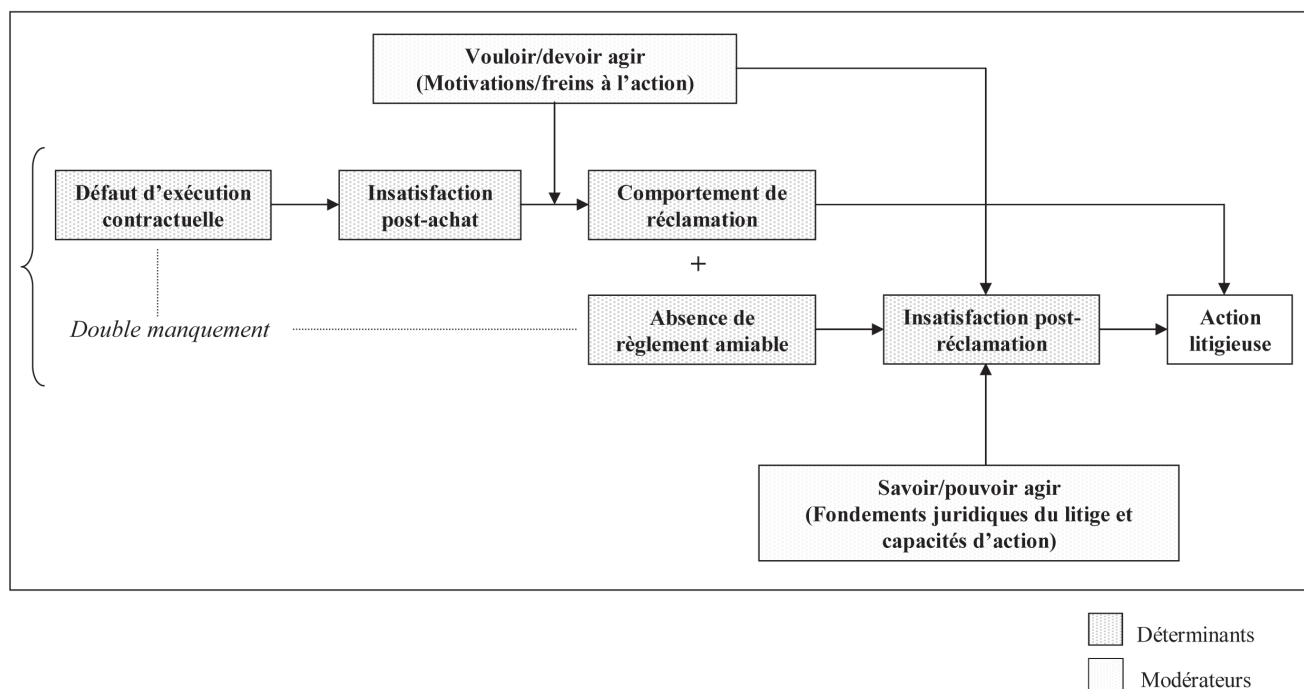 Vouloir/devoir agir
(Motivations/freins à l’action)
Défaut d’exécution
contractuelle
Insatisfaction
post-achat
Comportement de
réclamation
+
Double manquement
Absence de
règlement amiable
Insatisfaction post-
réclamation
Action
litigieuse
Savoir/pouvoir agir
(Fondements juridiques du litige et
capacités d’action)
Déterminants
Modérateurs